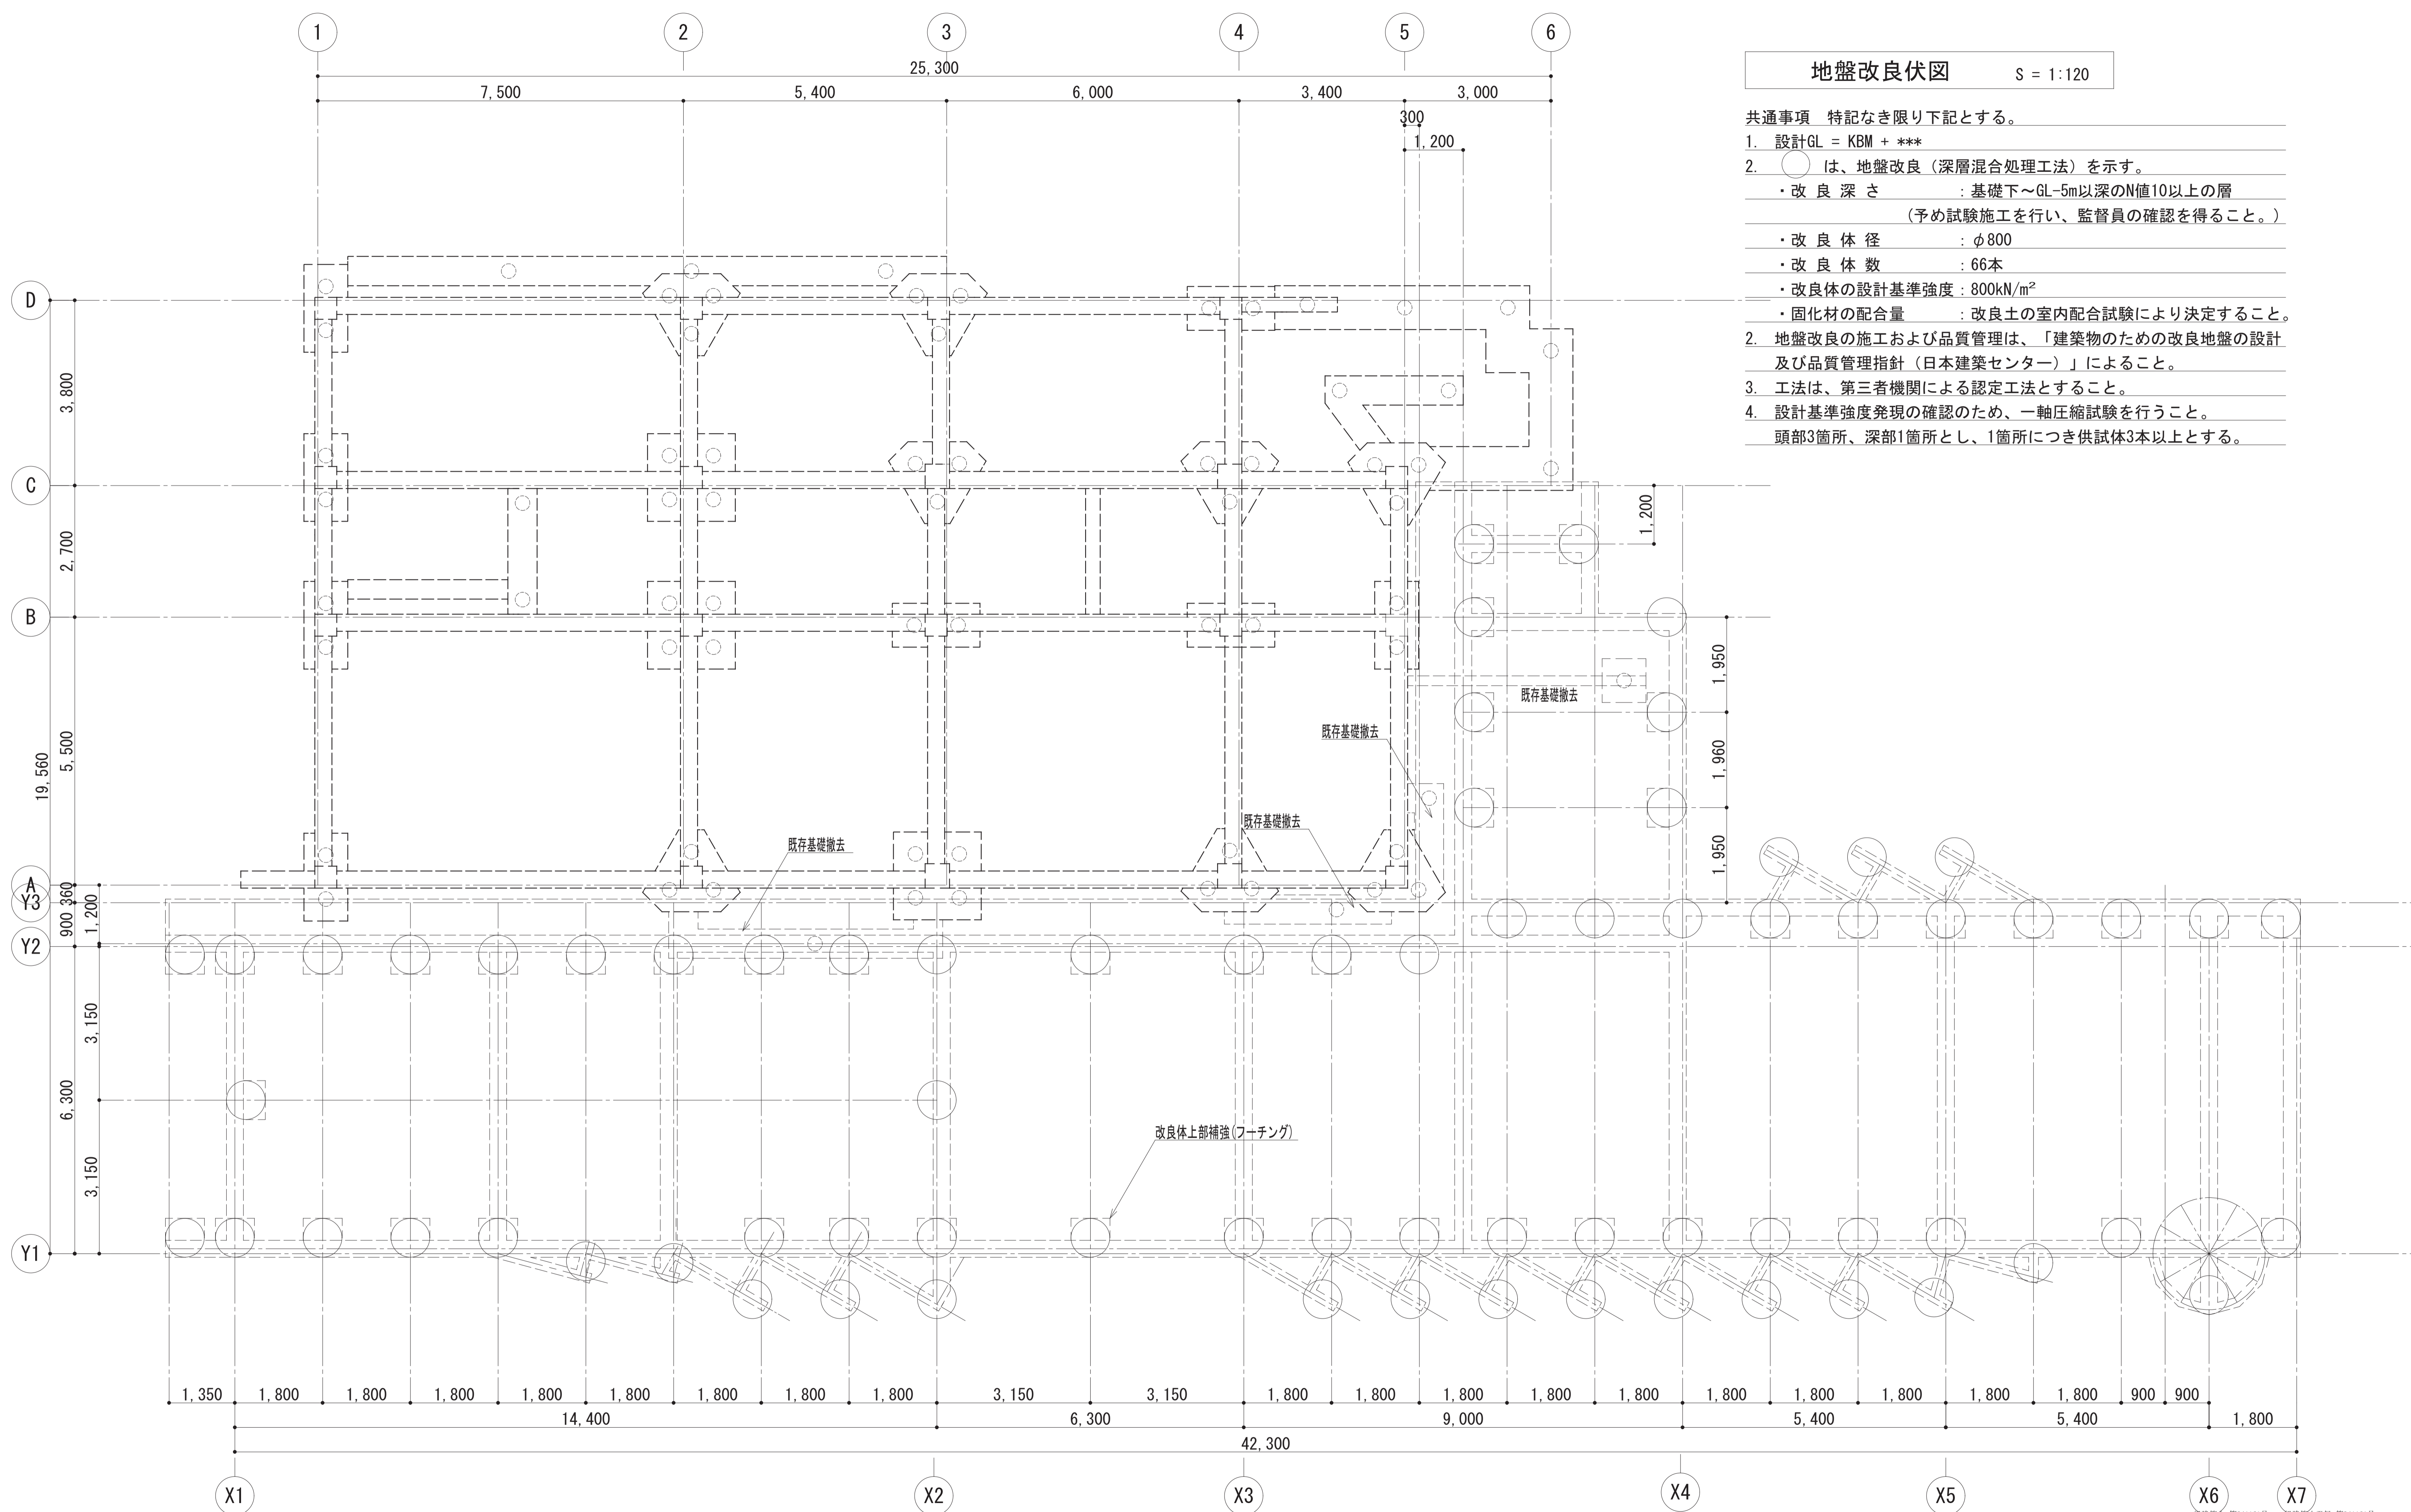 1 2 3 4 5 6
25,300
7,500 5,400 6,000 3,400 3,000
300
1,200
地盤改良伏図 S = 1:120
共通事項 特記なき限り下記とする。
1. 設計GL = KBM + ***
2. ◯ は、地盤改良（深層混合処理工法）を示す。
・改 良 深 さ : 基礎下～GL-5m以深のN値10以上の層
(予め試験施工を行い、監督員の確認を得ること。)
・改 良 体 径 : φ800
・改 良 体 数 : 66本
・改良体の設計基準強度 : 800kN/m²
・固化材の配合量 : 改良土の室内配合試験により決定すること。
2. 地盤改良の施工および品質管理は、「建築物のための改良地盤の設計
及び品質管理指針（日本建築センター）」によること。
3. 工法は、第三者機関による認定工法とすること。
4. 設計基準強度発現の確認のため、一軸圧縮試験を行うこと。
頭部3箇所、深部1箇所とし、1箇所につき供試体3本以上とする。
D
3,800
C
2,700
B
5,500
19,560
A
360
Y3
900
1,200
Y2
3,150
6,300
3,150
Y1
1,200
1,950
1,960
1,950
既存基礎撤去
既存基礎撤去
既存基礎撤去
既存基礎撤去
改良体上部補強(フーチング)
1,350 1,800 1,800 1,800 1,800 1,800 1,800 1,800 1,800 3,150 3,150 1,800 1,800 1,800 1,800 1,800 1,800 1,800 1,800 1,800 1,800 900 900
14,400 6,300 9,000 5,400 5,400 1,800
42,300
X1 X2 X3 X4 X5 X6 X7